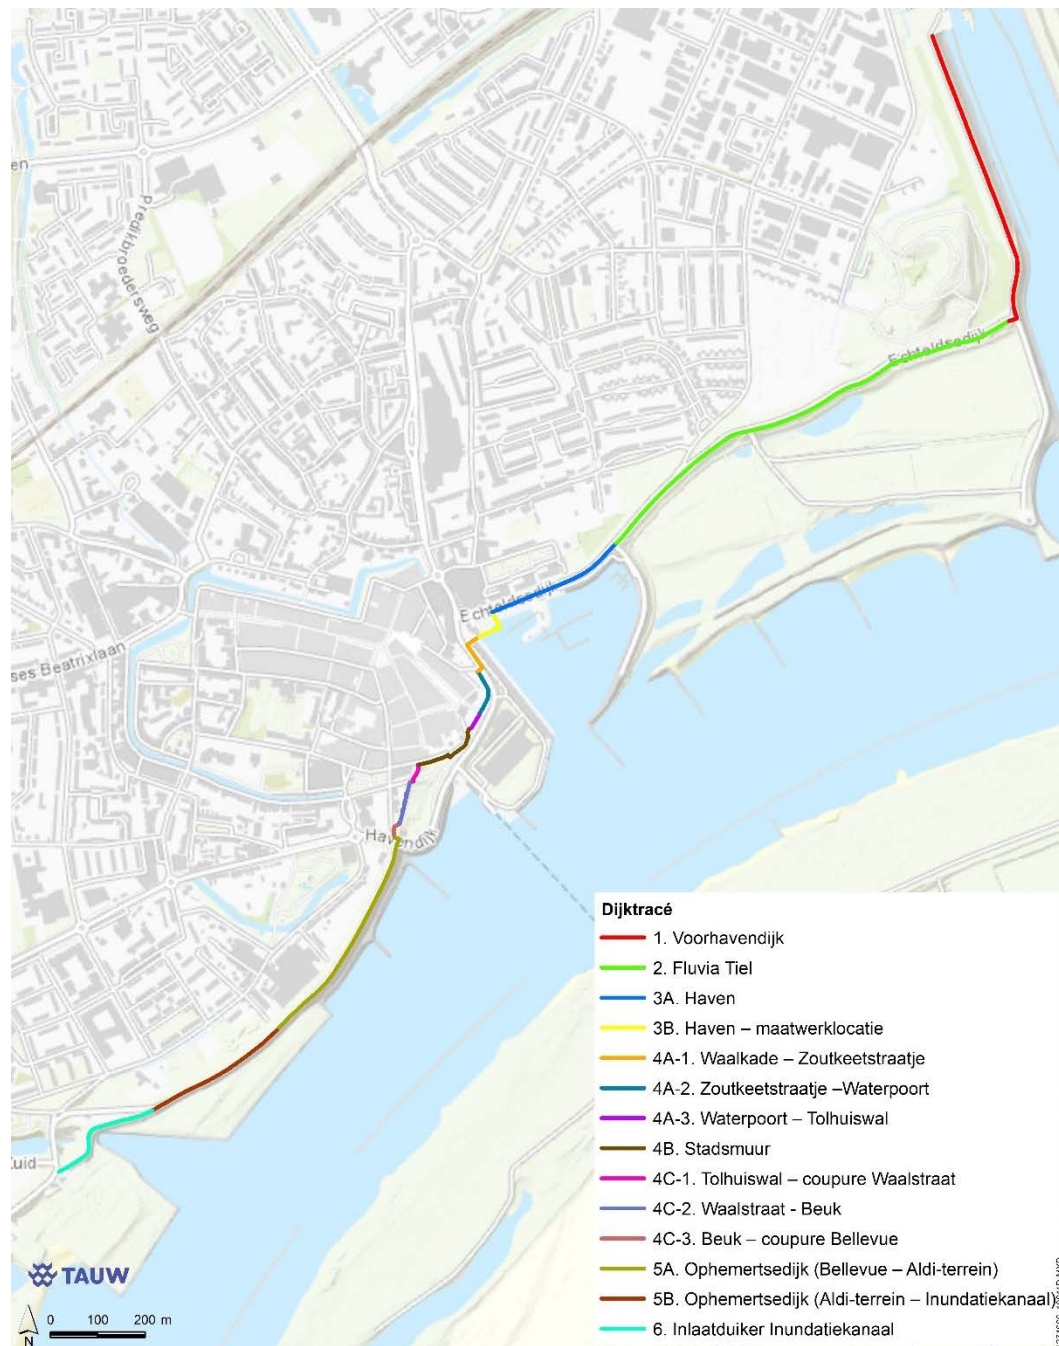 en
Predikbroedersweg
Echteldsedijk
Echteldsedijk
ses Beatrixlaan
Havendijk
Zuid
Dijktracé
1. Voorhavendijk
2. Fluvia Tiel
3A. Haven
3B. Haven – maatwerklocatie
4A-1. Waalkade – Zoutkeetstraatje
4A-2. Zoutkeetstraatje –Waterpoort
4A-3. Waterpoort – Tolhuiswal
4B. Stadsmuur
4C-1. Tolhuiswal – coupure Waalstraat
4C-2. Waalstraat - Beuk
4C-3. Beuk – coupure Bellevue
5A. Ophemertsedijk (Bellevue – Aldi-terrein)
5B. Ophemertsedijk (Aldi-terrein – Inundatiekanaal)
6. Inlaatduiker Inundatiekanaal
TAUW
N
0 100 200 m